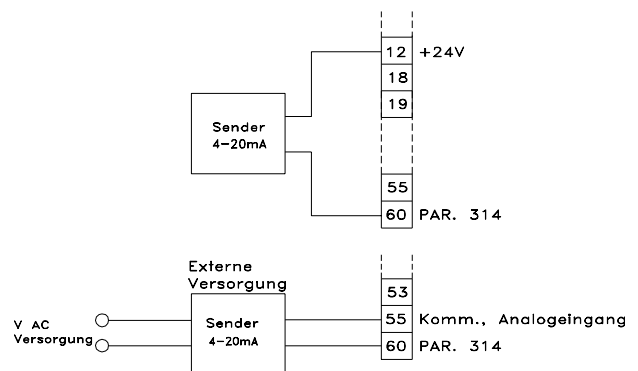 12 +24V
18
19
Sender
4-20mA
55
60 PAR. 314
Externe
Versorgung
53
V AC
Versorgung
Sender
4-20mA
55 Komm., Analogeingang
60 PAR. 314